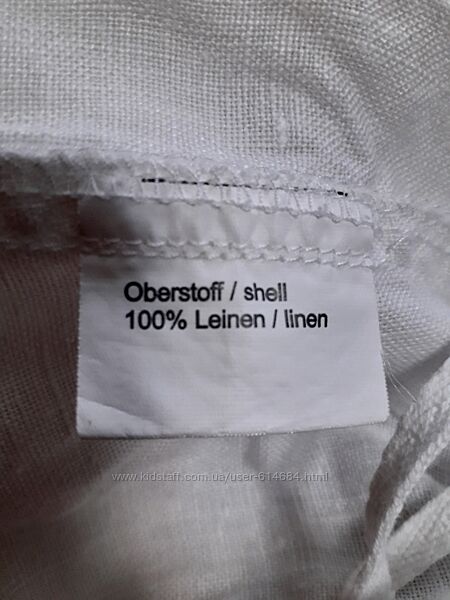 Oberstoff / shell
100% Leinen / linen
www.kidstaff.com.ua/user-614684.html